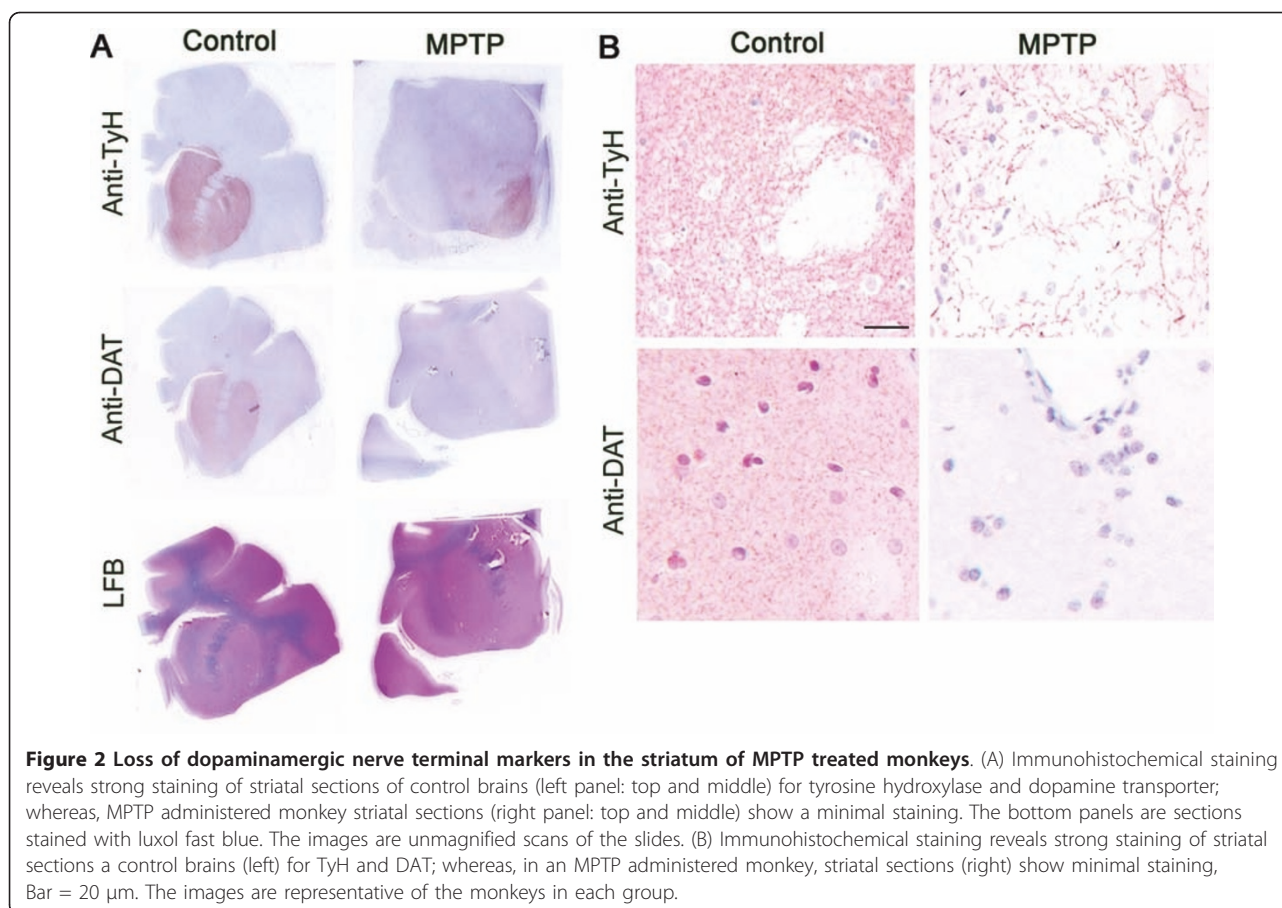 A
Control
MPTP
B
Control
MPTP
Anti-TyH
Anti-TyH
Anti-DAT
Anti-DAT
LFB
Figure 2 Loss of dopaminamergic nerve terminal markers in the striatum of MPTP treated monkeys. (A) Immunohistochemical staining
reveals strong staining of striatal sections of control brains (left panel: top and middle) for tyrosine hydroxylase and dopamine transporter;
whereas, MPTP administered monkey striatal sections (right panel: top and middle) show a minimal staining. The bottom panels are sections
stained with luxol fast blue. The images are unmagnified scans of the slides. (B) Immunohistochemical staining reveals strong staining of striatal
sections a control brains (left) for TyH and DAT; whereas, in an MPTP administered monkey, striatal sections (right) show minimal staining,
Bar = 20 μm. The images are representative of the monkeys in each group.